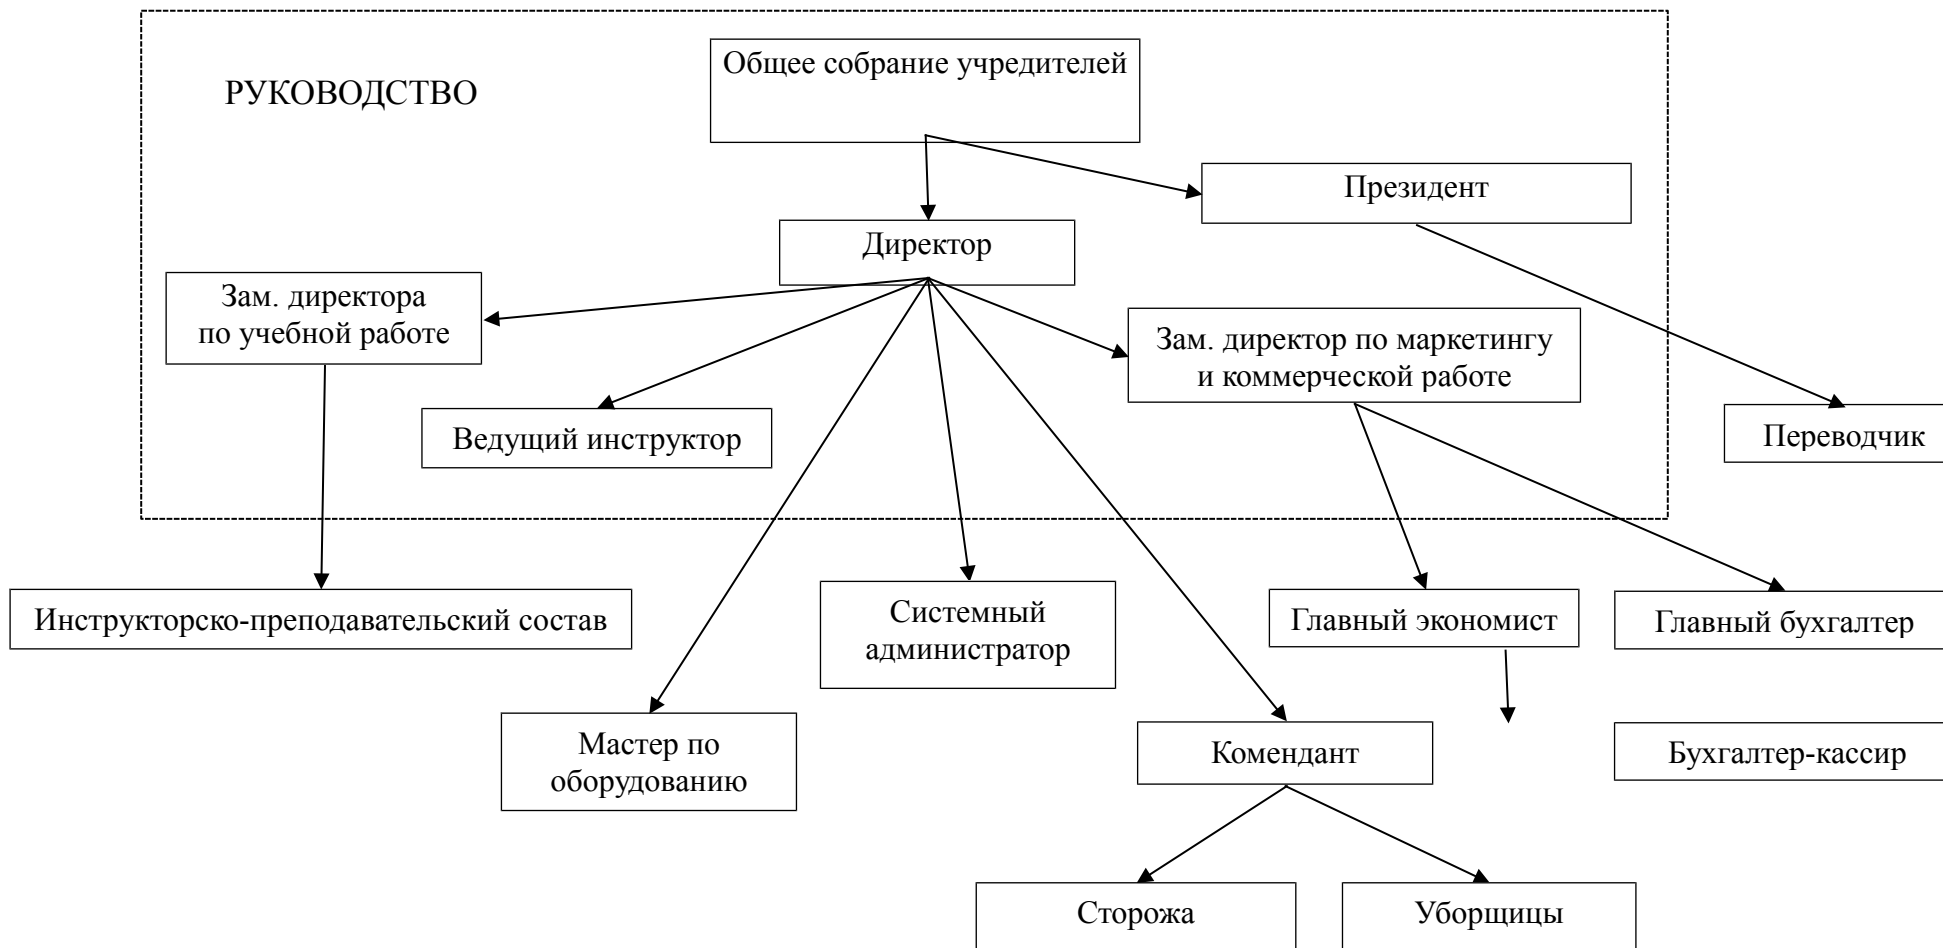 Общее собрание учредителей
РУКОВОДСТВО
Президент
Директор
Зам. директора
по учебной работе
Зам. директор по маркетингу
и коммерческой работе
Ведущий инструктор
Переводчик
Инструкторско-преподавательский состав
Системный
администратор
Главный экономист
Главный бухгалтер
Мастер по
оборудованию
Комендант
Бухгалтер-кассир
Сторожа
Уборщицы